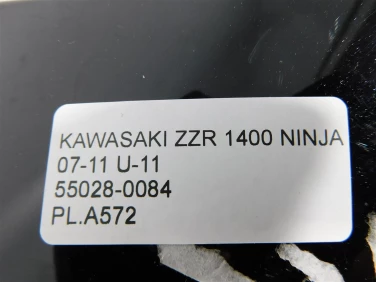 KAWASAKI ZZR 1400 NINJA
07-11 U-11
55028-0084
PL.A572